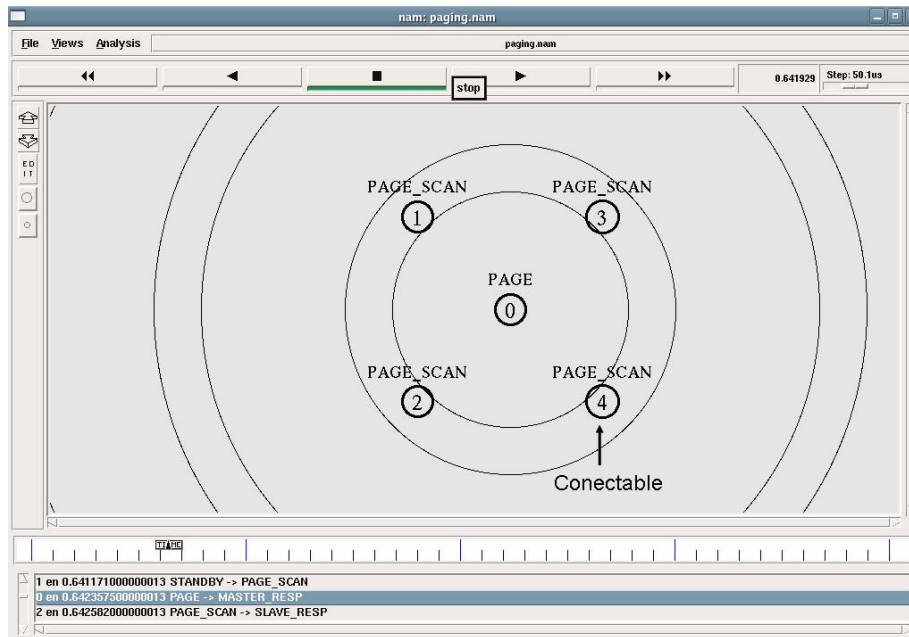 nam: paging.nam
File Views Analysis paging.nam
0.641929 Step: 50.1us
stop
ED
IT
PAGE_SCAN PAGE_SCAN
1 3
PAGE
0
PAGE_SCAN PAGE_SCAN
2 4
Conectable
TIME
1 en 0.641171000000013 STANDBY -> PAGE_SCAN
0 en 0.642357500000013 PAGE -> MASTER_RESP
2 en 0.642582000000013 PAGE_SCAN -> SLAVE_RESP